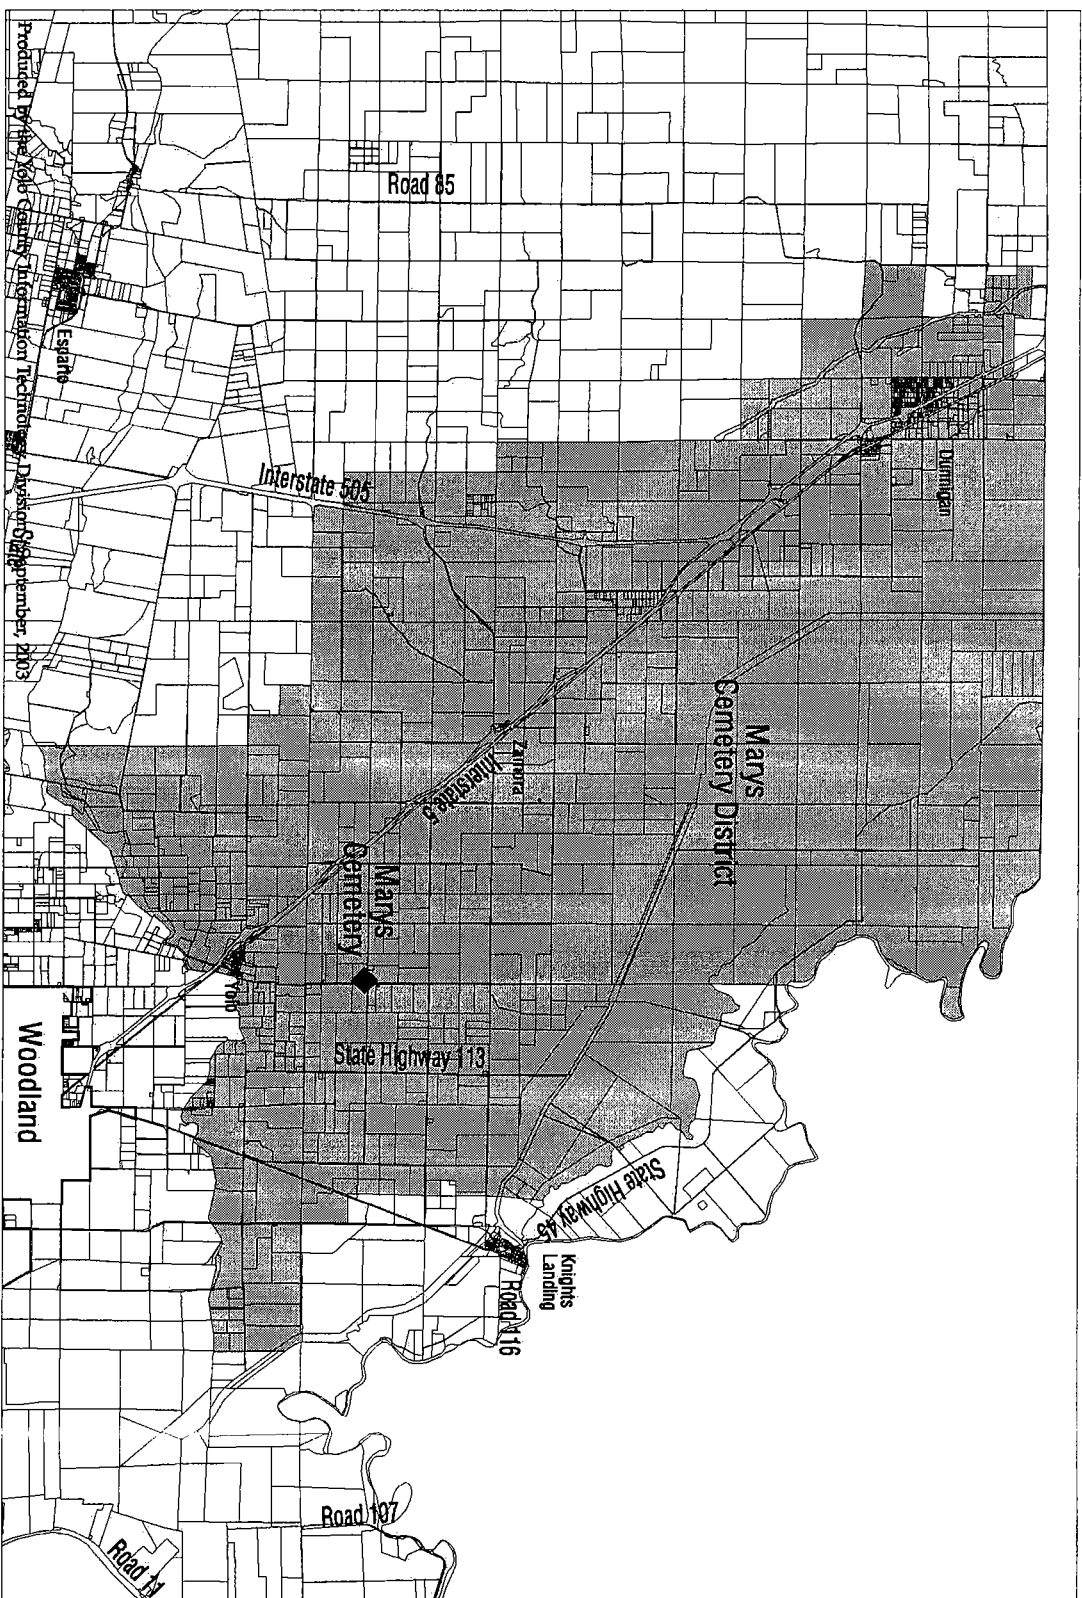 Road 85
Esparto
Interstate 505
Dunnigan
Marys
Cemetery District
Zamora
Interstate 5
Marys
Cemetery
Yolo
State Highway 113
Woodland
State Highway 45
Knights
Landing
Road 116
Road 107
Road 11
Produced by the Yolo County Information Technology Division September, 2003